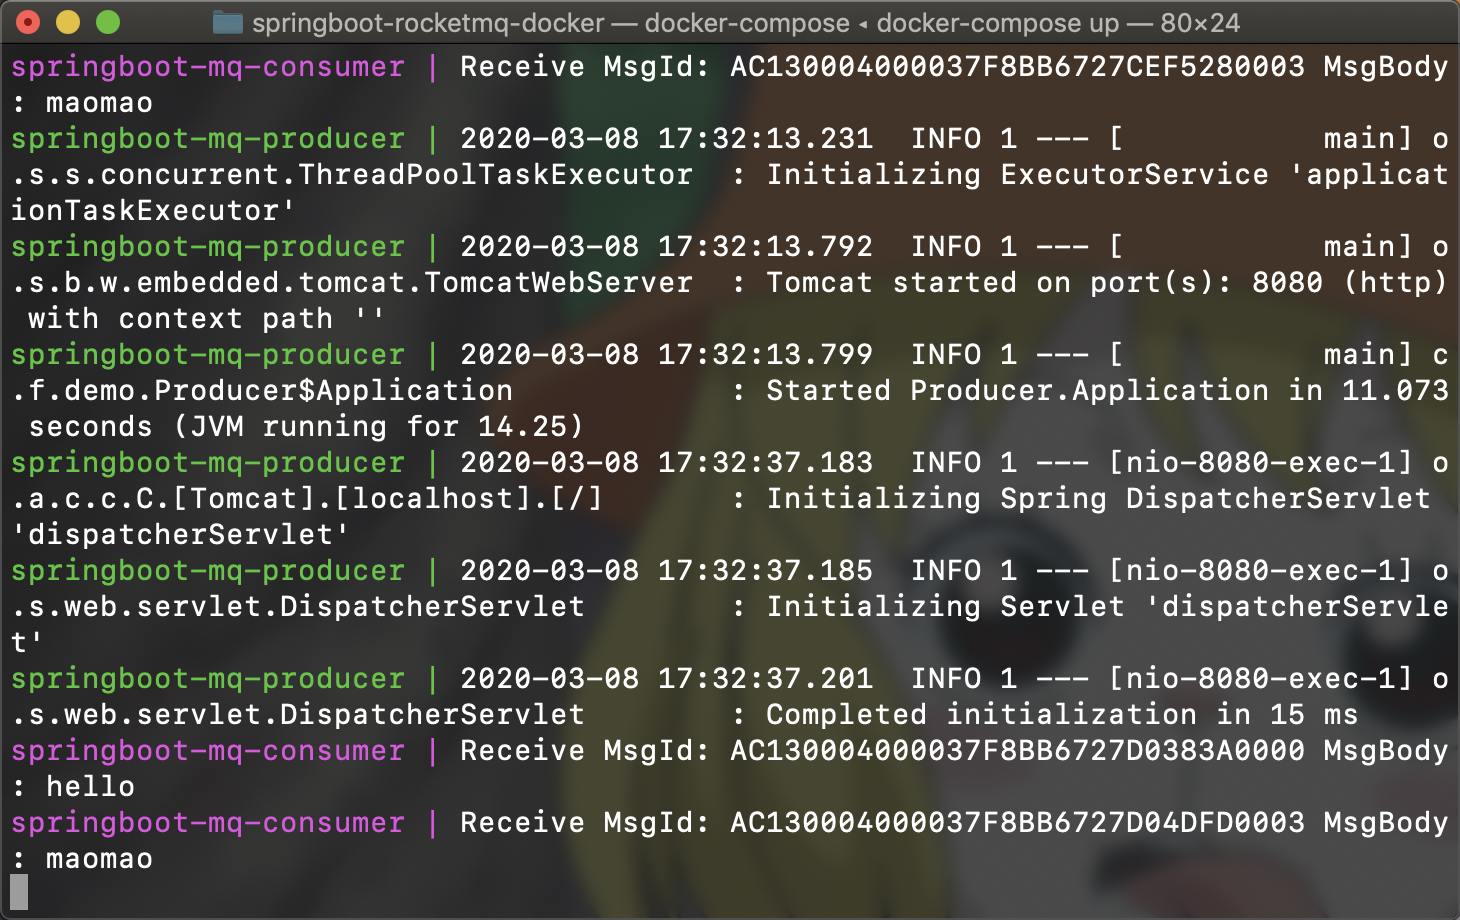 springboot-rocketmq-docker — docker-compose ◂ docker-compose up — 80×24
springboot-mq-consumer | Receive MsgId: AC130004000037F8BB6727CEF5280003 MsgBody
: maomao
springboot-mq-producer | 2020-03-08 17:32:13.231  INFO 1 --- [           main] o
.s.s.concurrent.ThreadPoolTaskExecutor  : Initializing ExecutorService 'applicat
ionTaskExecutor'
springboot-mq-producer | 2020-03-08 17:32:13.792  INFO 1 --- [           main] o
.s.b.w.embedded.tomcat.TomcatWebServer  : Tomcat started on port(s): 8080 (http)
 with context path ''
springboot-mq-producer | 2020-03-08 17:32:13.799  INFO 1 --- [           main] c
.f.demo.Producer$Application            : Started Producer.Application in 11.073
 seconds (JVM running for 14.25)
springboot-mq-producer | 2020-03-08 17:32:37.183  INFO 1 --- [nio-8080-exec-1] o
.a.c.c.C.[Tomcat].[localhost].[/]       : Initializing Spring DispatcherServlet
'dispatcherServlet'
springboot-mq-producer | 2020-03-08 17:32:37.185  INFO 1 --- [nio-8080-exec-1] o
.s.web.servlet.DispatcherServlet        : Initializing Servlet 'dispatcherServle
t'
springboot-mq-producer | 2020-03-08 17:32:37.201  INFO 1 --- [nio-8080-exec-1] o
.s.web.servlet.DispatcherServlet        : Completed initialization in 15 ms
springboot-mq-consumer | Receive MsgId: AC130004000037F8BB6727D0383A0000 MsgBody
: hello
springboot-mq-consumer | Receive MsgId: AC130004000037F8BB6727D04DFD0003 MsgBody
: maomao